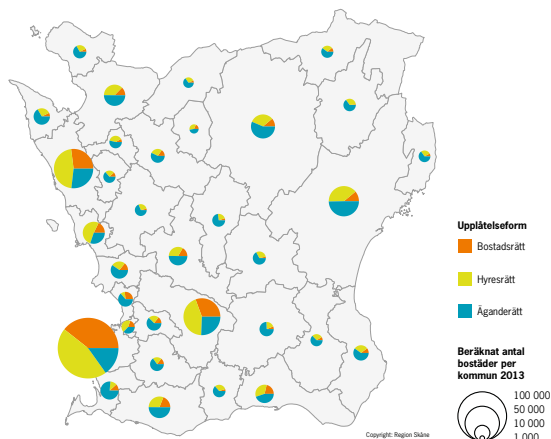 Upplåtelseform
Bostadsrätt
Hyresrätt
Äganderätt
Beräknat antal
bostäder per
kommun 2013
100 000
50 000
10 000
1 000
Copyright: Region Skåne